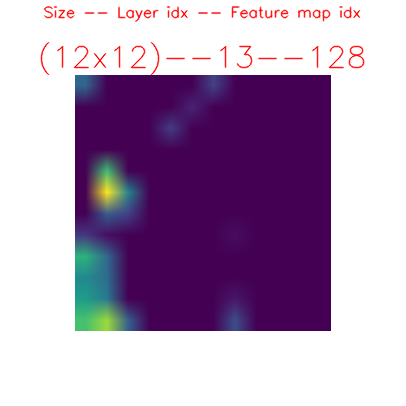 Size -- Layer idx -- Feature map idx
(12x12)--13--128